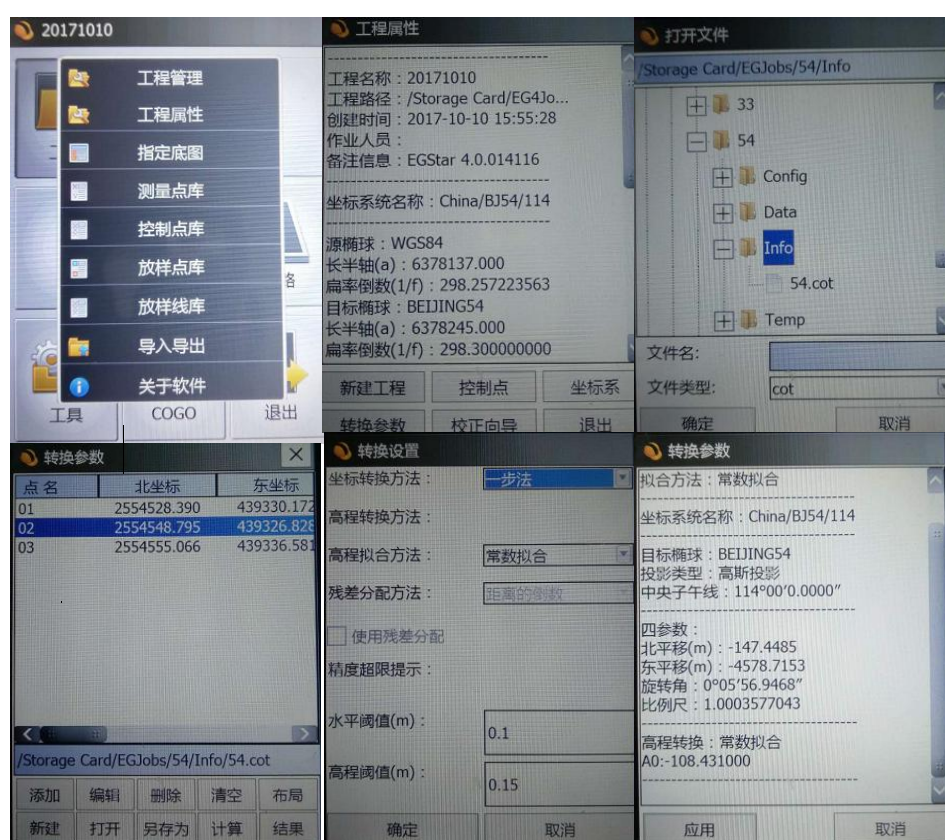 20171010
工程管理
工程属性
指定底图
测量点库
控制点库
放样点库
放样线库
导入导出
关于软件
格
工具
COGO
退出
工程属性
工程名称：20171010
工程路径：/Storage Card/EG4Jo...
创建时间：2017-10-10 15:55:28
作业人员：
备注信息：EGStar 4.0.014116
坐标系统名称：China/BJ54/114
源椭球：WGS84
长半轴(a)：6378137.000
扁率倒数(1/f)：298.257223563
目标椭球：BEIJING54
长半轴(a)：6378245.000
扁率倒数(1/f)：298.300000000
新建工程 控制点 坐标系
转换参数 校正向导 退出
打开文件
/Storage Card/EGJobs/54/Info
33
54
Config
Data
Info
54.cot
Temp
文件名:
文件类型: cot
确定 取消
转换参数
点名 北坐标 东坐标
01 2554528.390 439330.172
02 2554548.795 439326.828
03 2554555.066 439336.581
/Storage Card/EGJobs/54/Info/54.cot
添加 编辑 删除 清空 布局
新建 打开 另存为 计算 结果
转换设置
坐标转换方法： 一步法
高程转换方法：
高程拟合方法： 常数拟合
残差分配方法： 距离的倒数
使用残差分配
精度超限提示：
水平阈值(m)： 0.1
高程阈值(m)： 0.15
确定 取消
转换参数
拟合方法：常数拟合
坐标系统名称：China/BJ54/114
目标椭球：BEIJING54
投影类型：高斯投影
中央子午线：114°00′0.0000″
四参数：
北平移(m)：-147.4485
东平移(m)：-4578.7153
旋转角：0°05′56.9468″
比例尺：1.0003577043
高程转换：常数拟合
A0:-108.431000
应用 取消